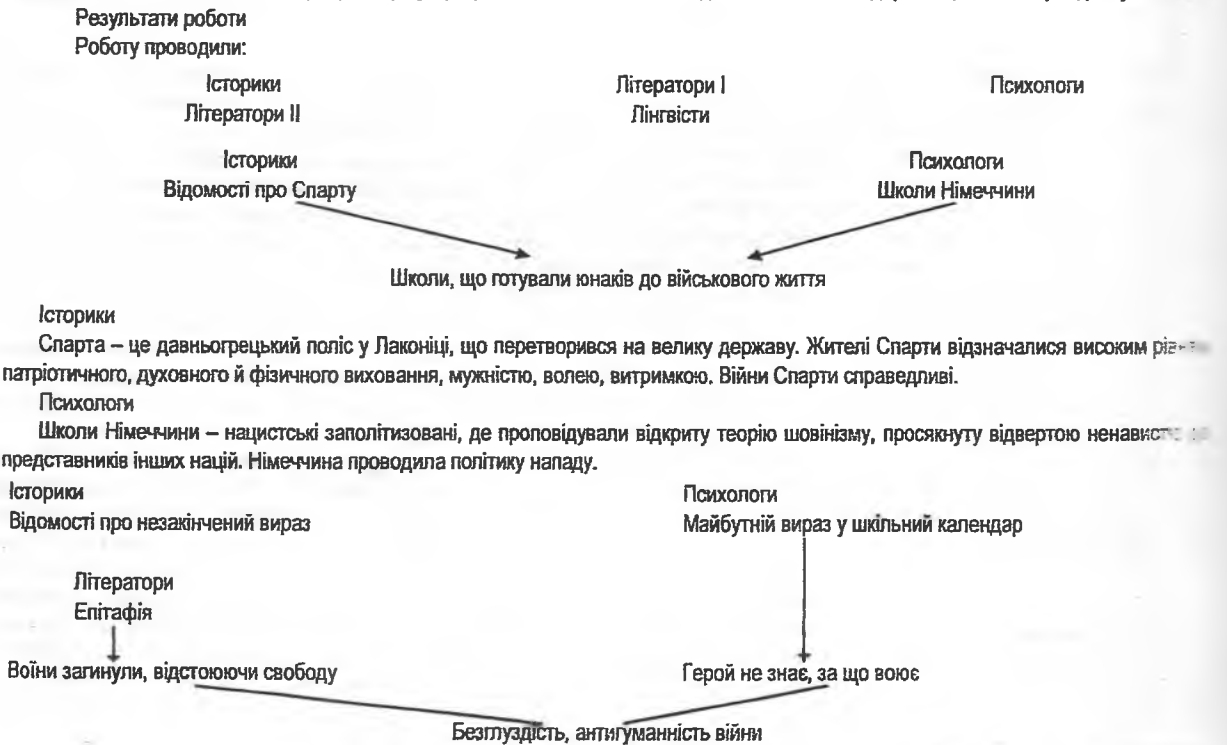 Результати роботи
Роботу проводили:
Історики Літератори І Психологи
Літератори ІІ Лінгвісти
Історики Психологи
Відомості про Спарту Школи Німеччини
Школи, що готували юнаків до військового життя
Історики
Спарта – це давньогрецький поліс у Лаконіці, що перетворився на велику державу. Жителі Спарти відзначалися високим
патріотичного, духовного й фізичного виховання, мужністю, волею, витримкою. Війни Спарти справедливі.
Психологи
Школи Німеччини – нацистські заполітизовані, де проповідували відкриту теорію шовінізму, просякнуту відвертою
представників інших націй. Німеччина проводила політику нападу.
Історики Психологи
Відомості про незакінчений вираз Майбутній вираз у шкільний календар
Літератори
Епітафія
Воїни загинули, відстоюючи свободу Герой не знає, за що воює
Безглуздість, антигуманність війни